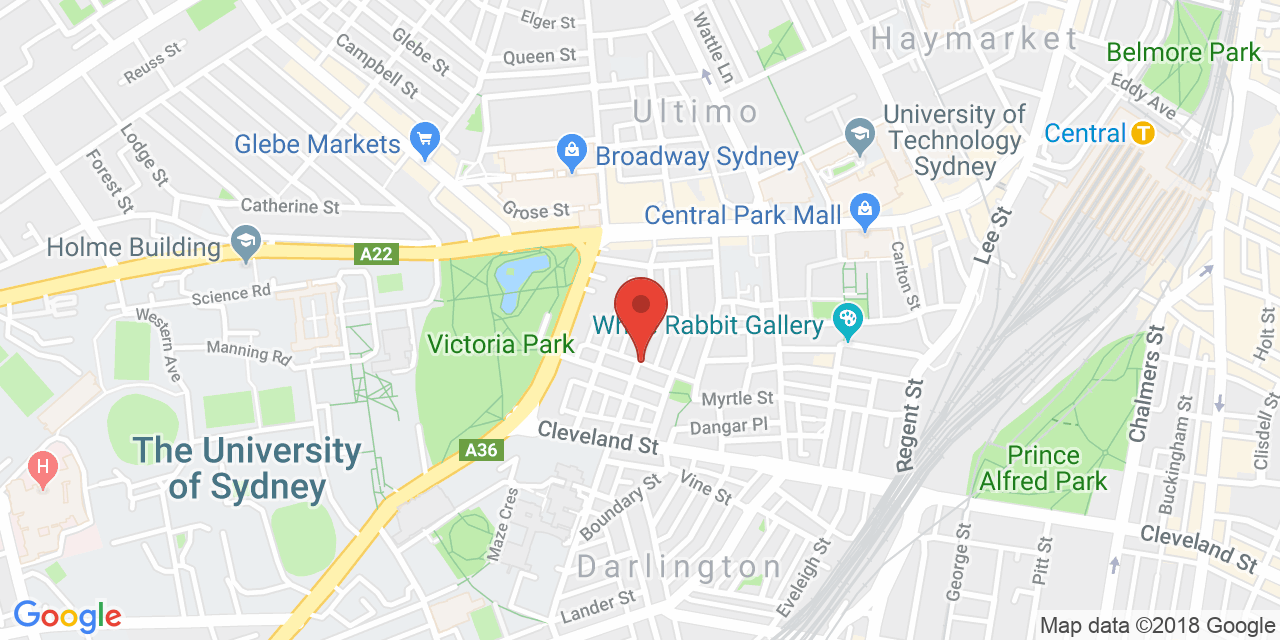 Elger St
Glebe St
Queen St
Wattle Ln
Haymarket
Belmore Park
Reuss St
Campbell St
Eddy Ave
Ultimo
University of
Technology
Sydney
Central
T
Glebe Markets
Broadway Sydney
Lodge St
Forest St
Catherine St
Grose St
Central Park Mall
Lee St
Holme Building
A22
Carlton St
Science Rd
Western Ave
Manning Rd
Victoria Park
Rabbit Gallery
Holt St
Chalmers St
Myrtle St
Dangar Pl
Regent St
Clisdell St
Buckingham St
Cleveland St
A36
The University
of Sydney
H
Prince
Alfred Park
Maze Cres
Boundary St
Vine St
Darlington
Eveleigh St
George St
Pitt St
Cleveland St
Lander St
Google
Map data ©2018 Google